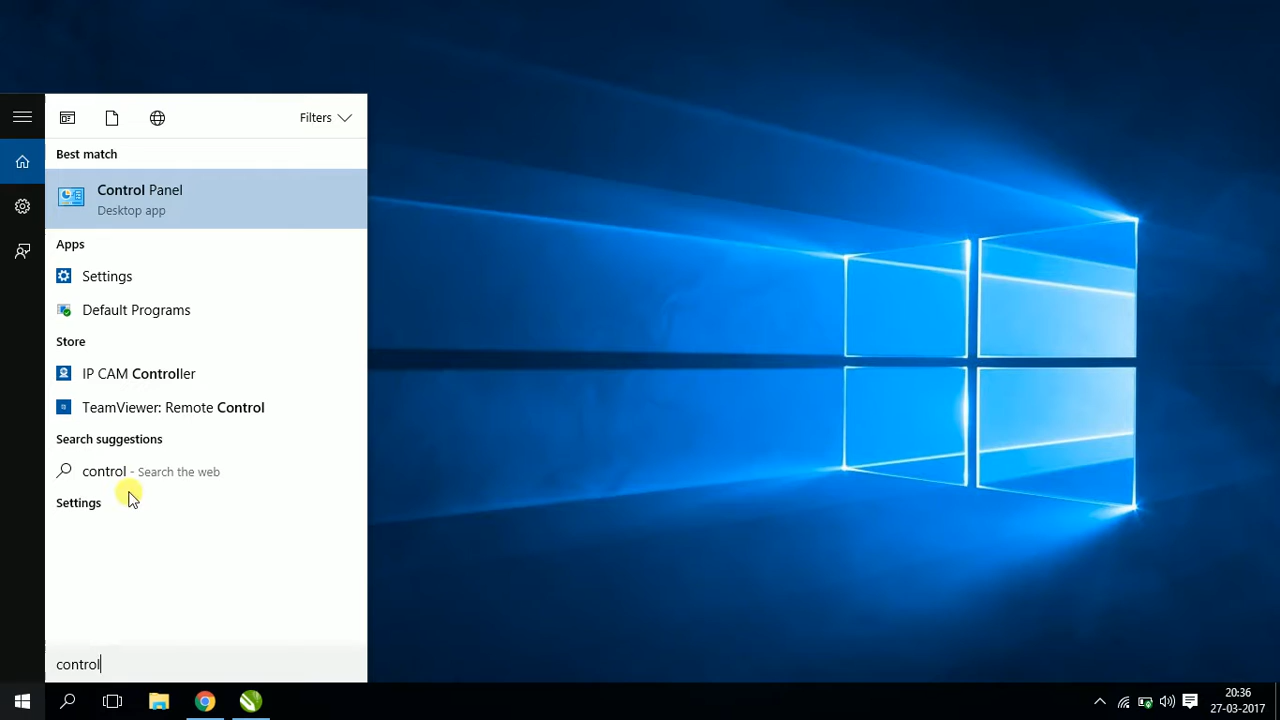 Filters
Best match
Control Panel
Desktop app
Apps
Settings
Default Programs
Store
IP CAM Controller
TeamViewer: Remote Control
Search suggestions
control - Search the web
Settings
control
20:36
27-03-2017